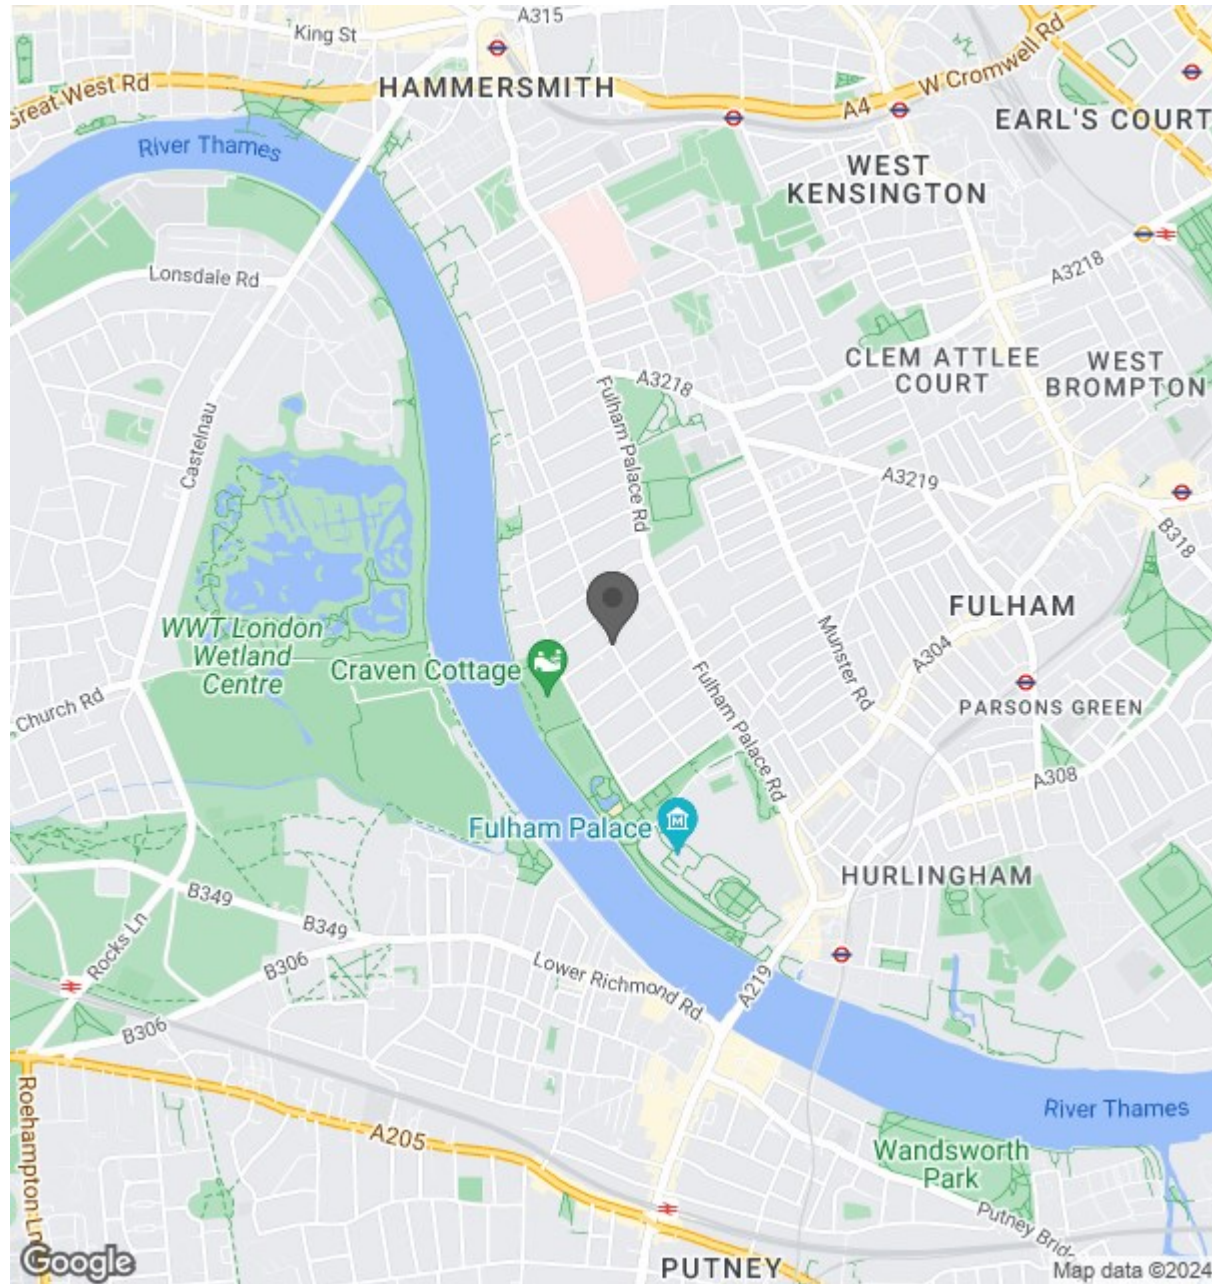 A315
King St
HAMMERSMITH
W Cromwell Rd
Great West Rd
A4
EARL'S COURT
River Thames
WEST
KENSINGTON
Lonsdale Rd
A3218
CLEM ATTLEE
COURT
WEST
BROMPTON
A3218
Fulham Palace Rd
Castelnau
A3219
B318
FULHAM
WWT London
Wetland
Centre
Craven Cottage
Munster Rd
A304
Church Rd
Fulham Palace Rd
PARSONS GREEN
A308
Fulham Palace
HURLINGHAM
B349
B349
Rocks Ln
B306
Lower Richmond Rd
A219
B306
Roehampton Ln
River Thames
A205
Wandsworth
Park
Putney Bridge
PUTNEY
Google
Map data ©2024